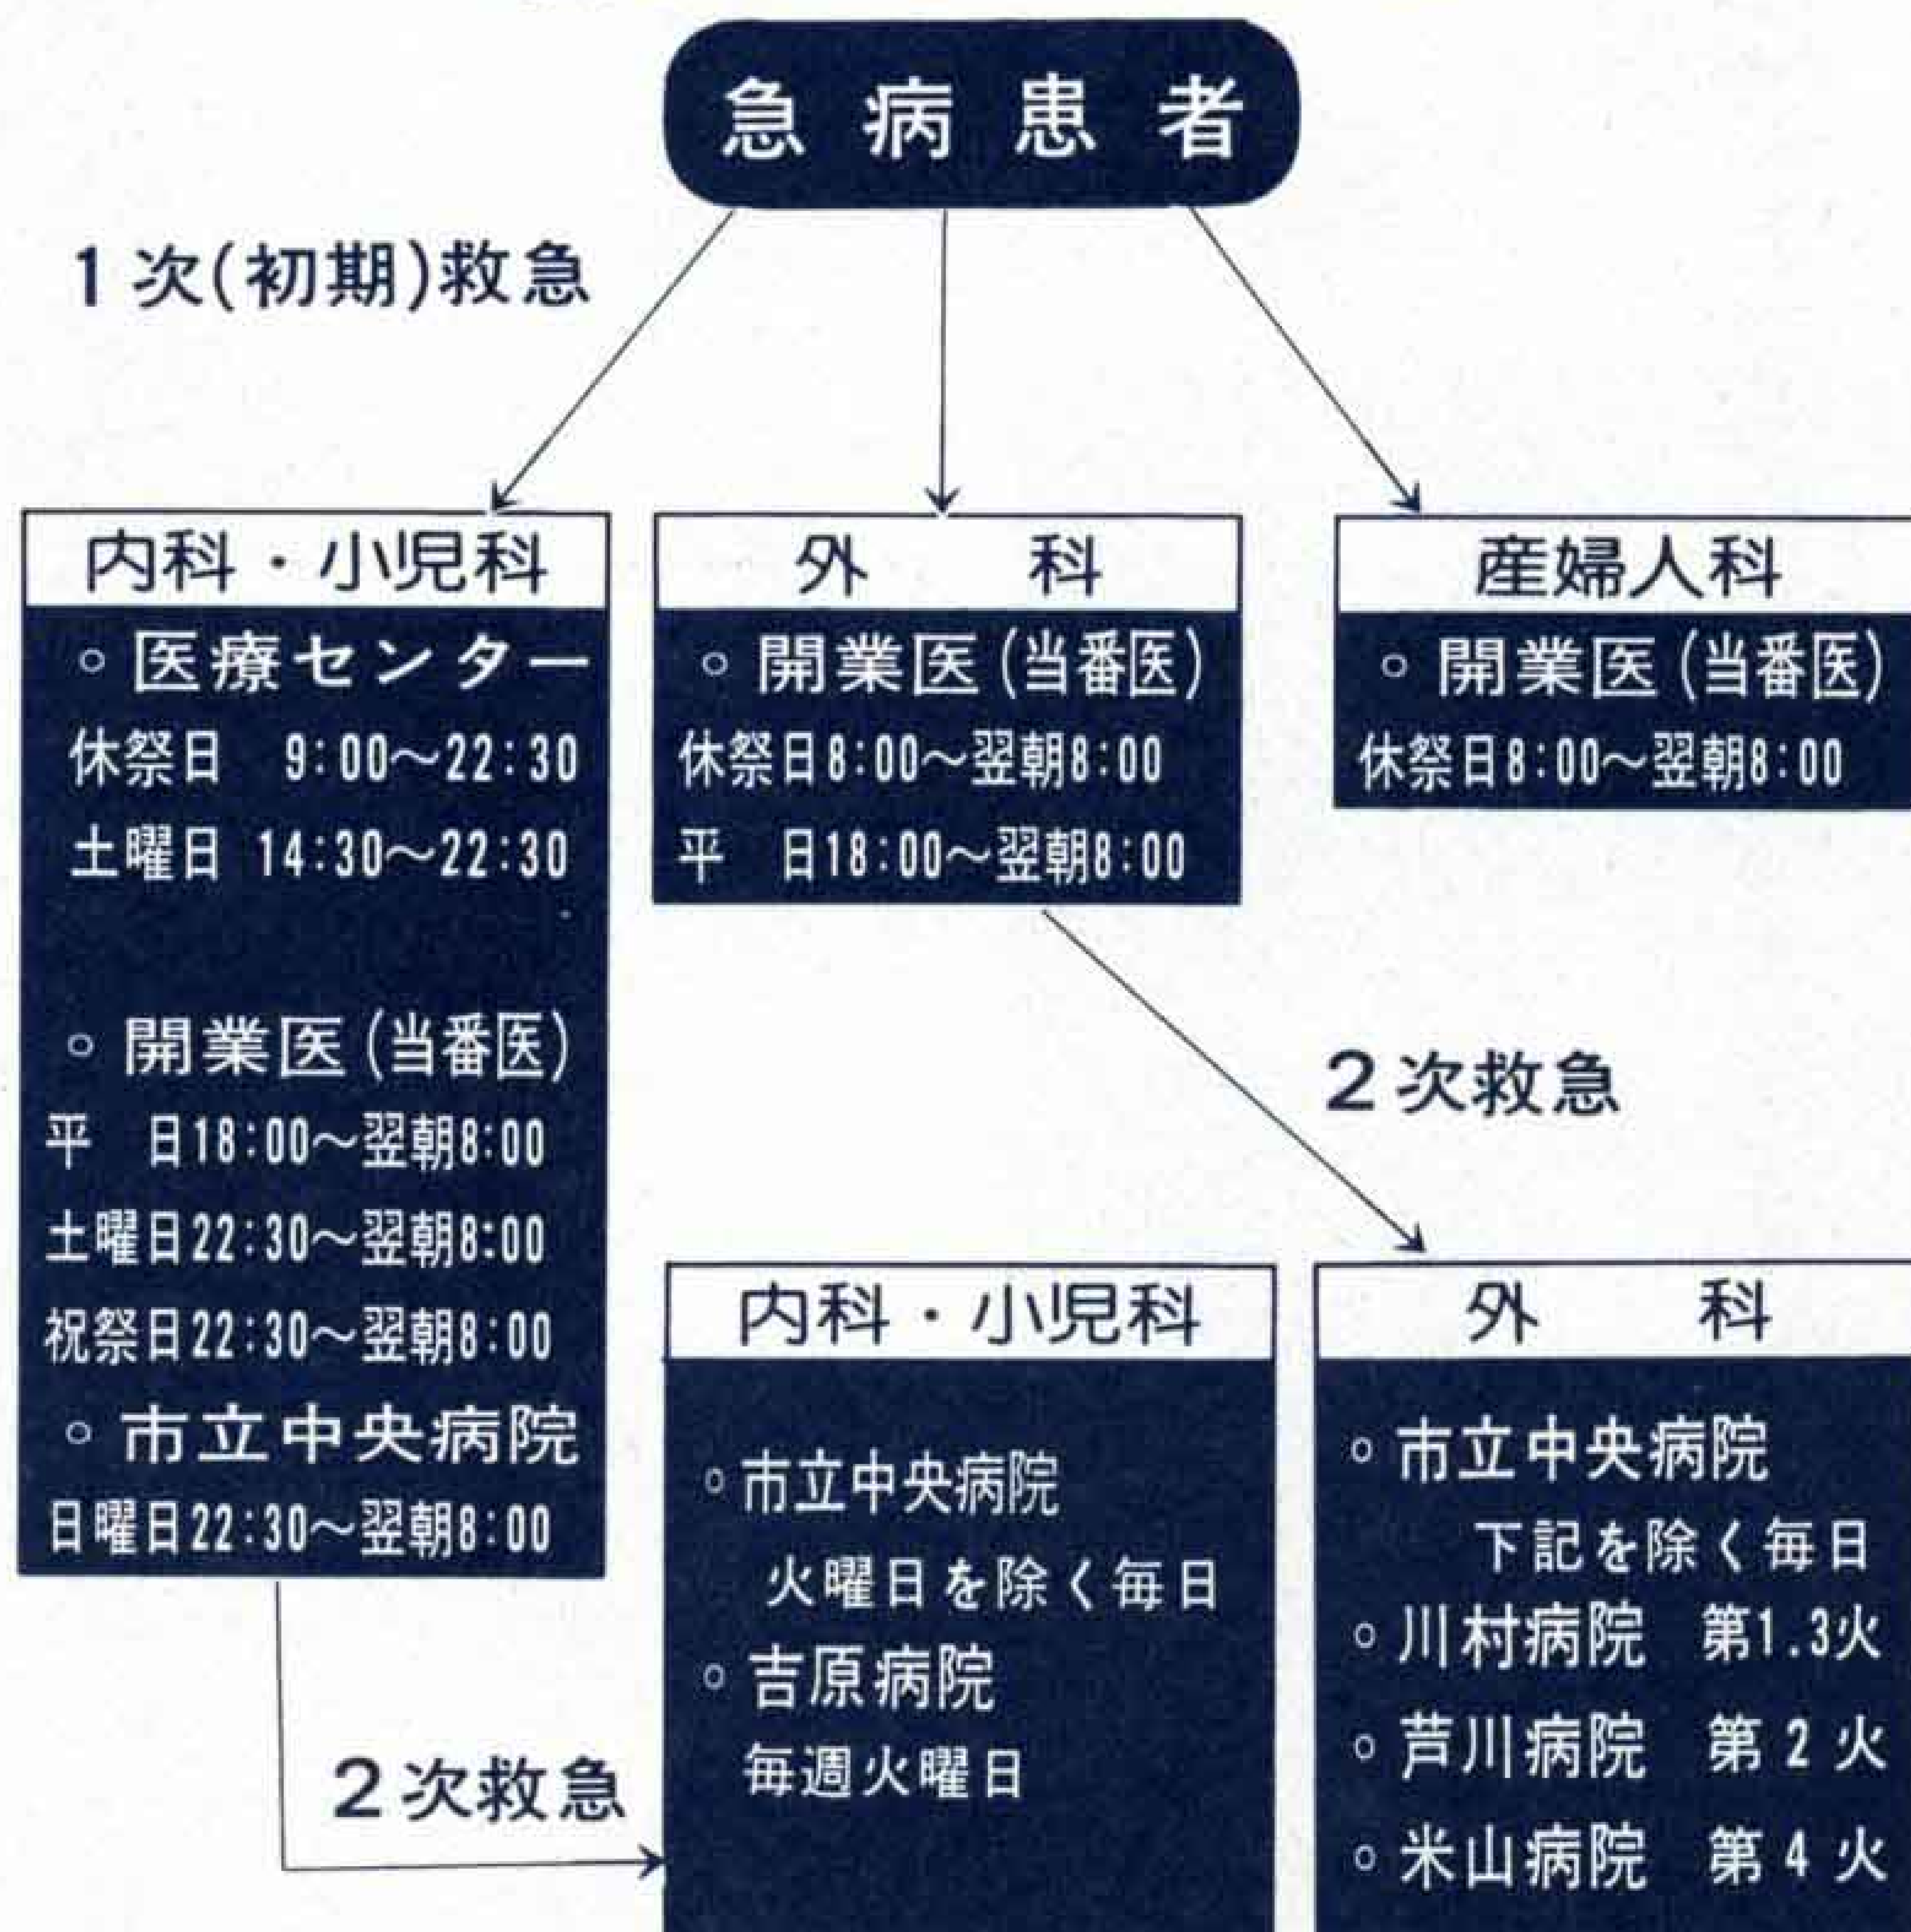 急病患者
1次(初期)救急
内科・小児科
○医療センター
休祭日 9:00〜22:30
土曜日 14:30〜22:30
○開業医(当番医)
平 日18:00〜翌朝8:00
土曜日22:30〜翌朝8:00
祝祭日22:30〜翌朝8:00
○市立中央病院
日曜日22:30〜翌朝8:00
外 科
○開業医(当番医)
休祭日8:00〜翌朝8:00
平 日18:00〜翌朝8:00
産婦人科
○開業医(当番医)
休祭日8:00〜翌朝8:00
2次救急
内科・小児科
○市立中央病院
火曜日を除く毎日
○吉原病院
毎週火曜日
2次救急
外 科
○市立中央病院
下記を除く毎日
○川村病院 第1.3火
○芦川病院 第2火
○米山病院 第4火